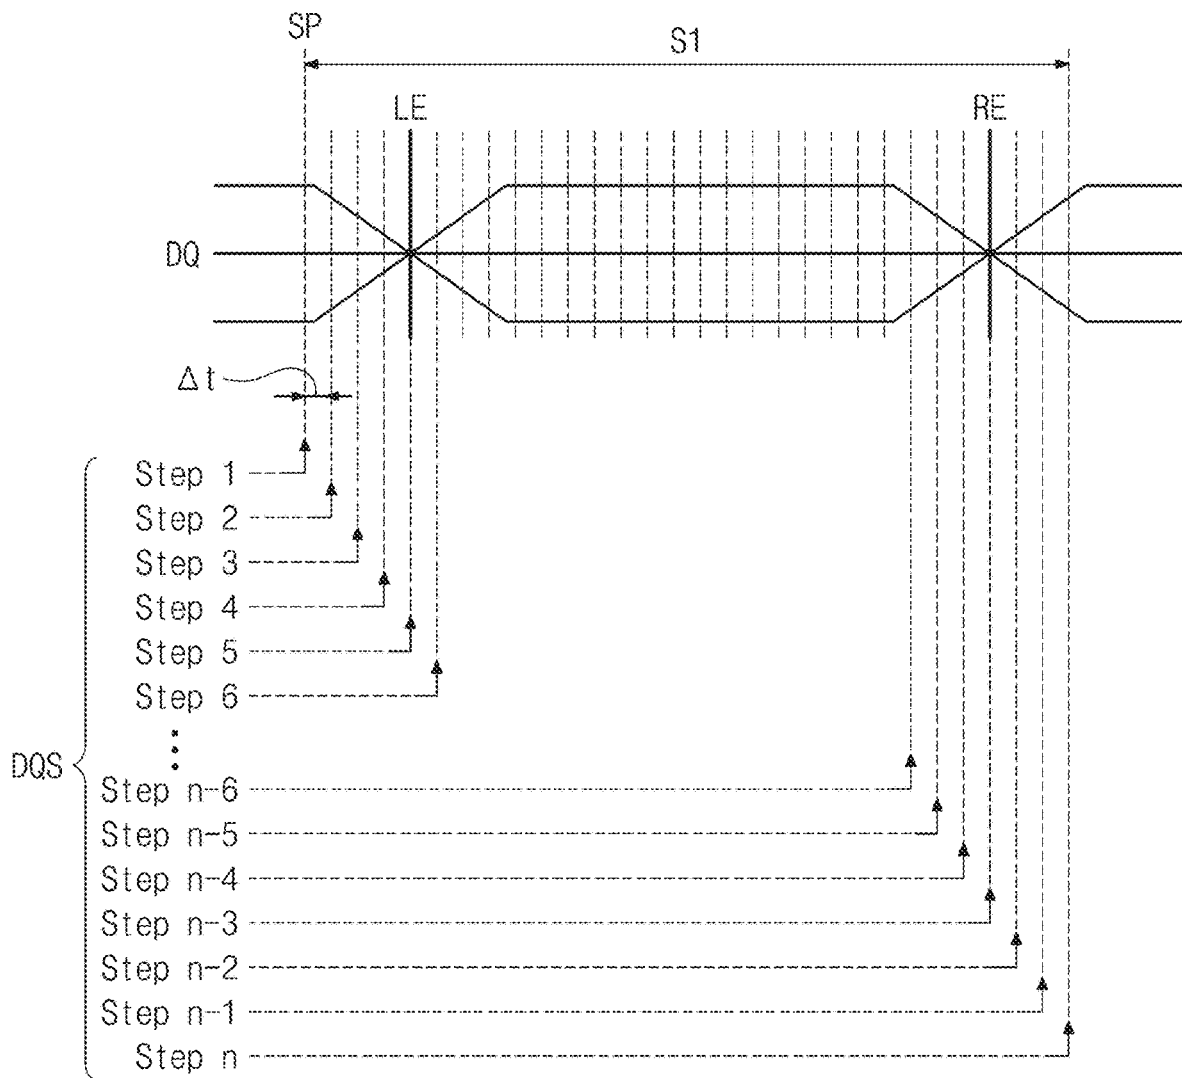 SP
S1
LE
RE
DQ
Δt
Step 1
Step 2
Step 3
Step 4
Step 5
Step 6
DQS
Step n-6
Step n-5
Step n-4
Step n-3
Step n-2
Step n-1
Step n